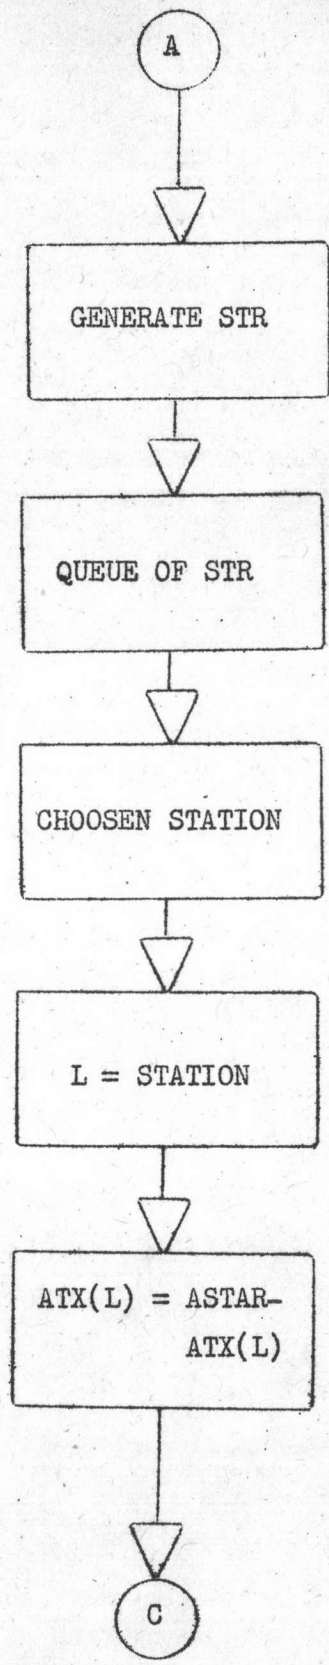 A
GENERATE STR
QUEUE OF STR
CHOOSEN STATION
L = STATION
ATX(L) = ASTAR-
ATX(L)
C